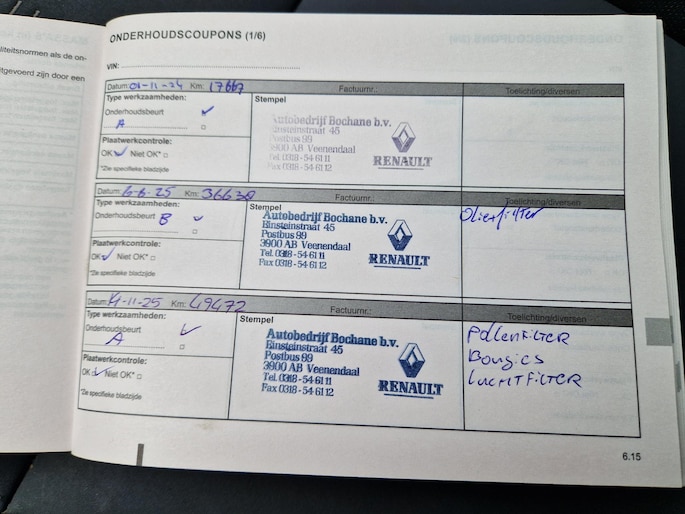 liteitsnormen als de on-
itgevoerd zijn door een
ONDERHOUDSCOUPONS (1/6)
VIN:
Datum: 01-11-24 Km: 17667 Factuurnr.: Toelichting/diversen
Type werkzaamheden:
Onderhoudsbeurt
A
Plaatwerkcontrole:
OK Niet OK*
*Zie specifieke bladzijde
Stempel
Autobedrijf Bochane b.v.
Einsteinstraat 45
Postbus 99
3900 AB Veenendaal
Tel. 0318 - 54 61 11
Fax 0318 - 54 61 12
RENAULT
Datum: 6-6-25 Km: 36630 Factuurnr.: Toelichting/diversen
Type werkzaamheden:
Onderhoudsbeurt B
Plaatwerkcontrole:
OK Niet OK*
*Zie specifieke bladzijde
Stempel
Autobedrijf Bochane b.v.
Einsteinstraat 45
Postbus 99
3900 AB Veenendaal
Tel. 0318 - 54 61 11
Fax 0318 - 54 61 12
RENAULT
Datum: 14-11-25 Km: 49472 Factuurnr.: Toelichting/diversen
Type werkzaamheden:
Onderhoudsbeurt
A
Plaatwerkcontrole:
OK Niet OK*
*Zie specifieke bladzijde
Stempel
Autobedrijf Bochane b.v.
Einsteinstraat 45
Postbus 99
3900 AB Veenendaal
Tel. 0318 - 54 61 11
Fax 0318 - 54 61 12
RENAULT
PollenFilTER
Bougies
LuchTFilTER
6.15